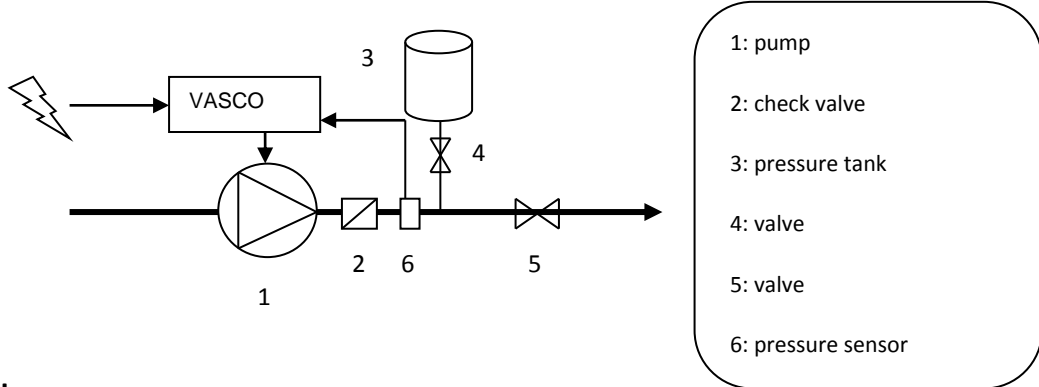 VASCO
3
4
2
6
5
1
1: pump
2: check valve
3: pressure tank
4: valve
5: valve
6: pressure sensor